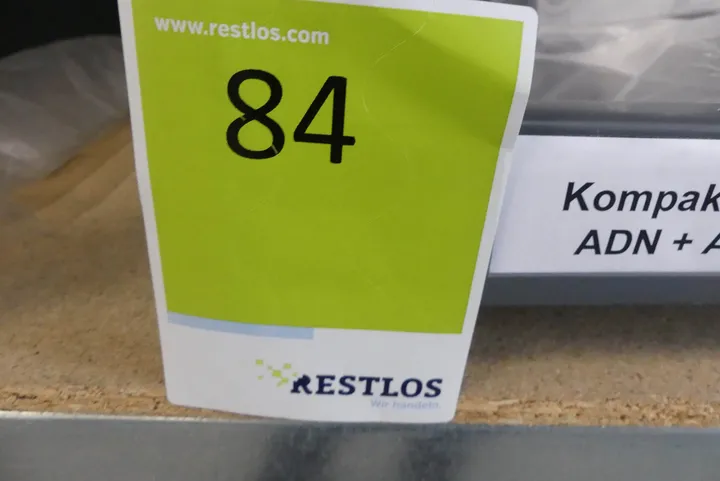 www.restlos.com
84
RESTLOS
Wir handeln.
Kompak
ADN + A